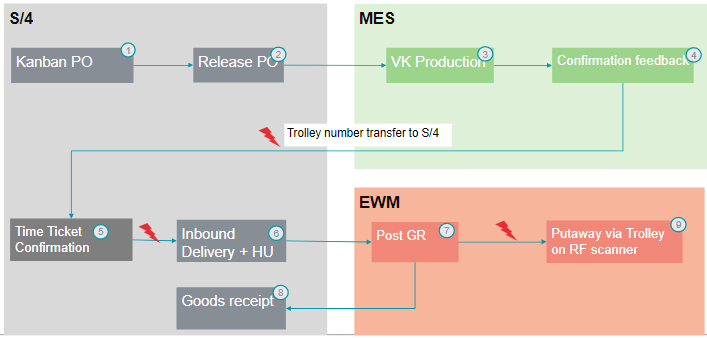 S/4
MES
Kanban PO
1
Release PO
2
VK Production
3
Confirmation feedback
4
Trolley number transfer to S/4
EWM
Time Ticket
Confirmation
5
Inbound
Delivery + HU
6
Post GR
7
Putaway via Trolley
on RF scanner
9
Goods receipt
8